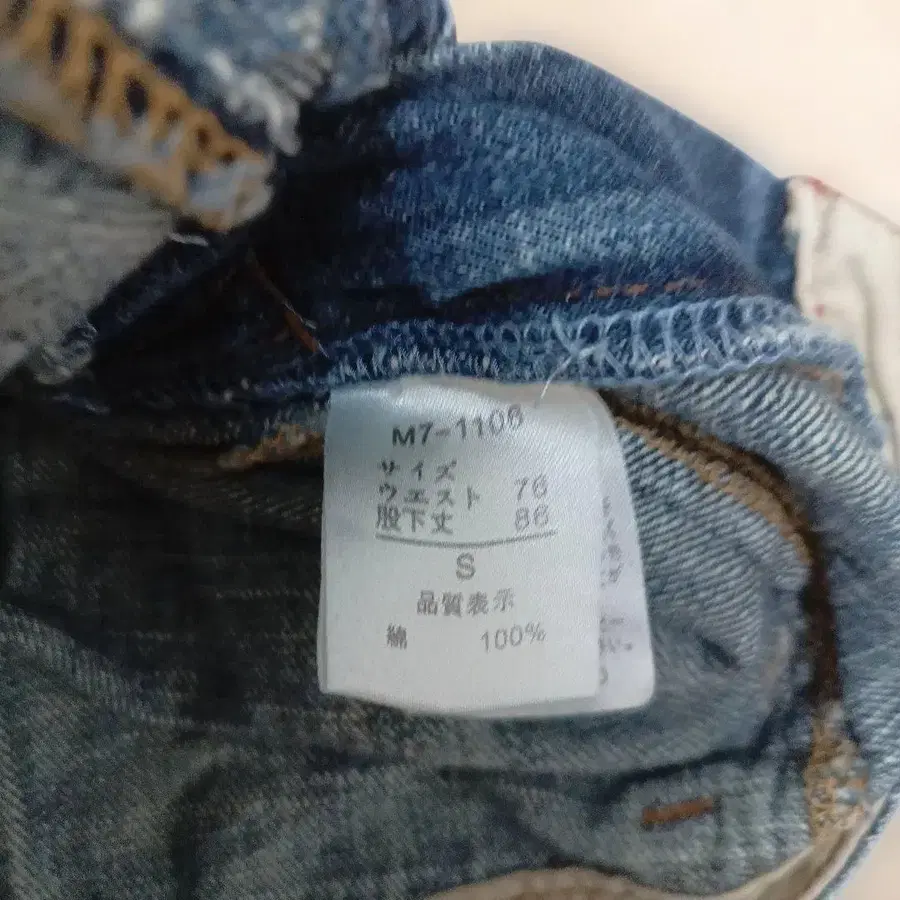 M7-1106
サイズ
ウエスト 76
股下丈 86
S
品質表示
綿 100%